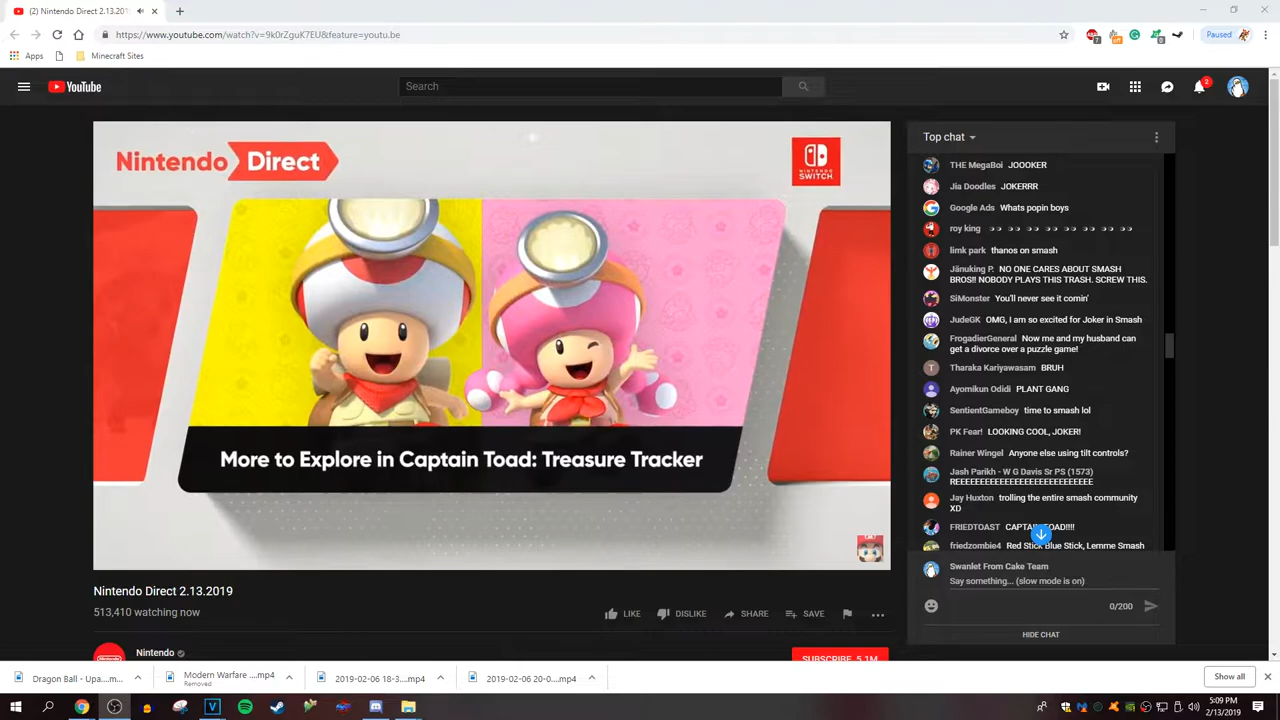 (2) Nintendo Direct 2.13.201
https://www.youtube.com/watch?v=9k0rZguK7EU&feature=youtu.be
7
off
0
Paused
Apps
Minecraft Sites
YouTube
Search
2
Nintendo Direct
NINTENDO
SWITCH
More to Explore in Captain Toad: Treasure Tracker
Nintendo Direct 2.13.2019
513,410 watching now
LIKE
DISLIKE
SHARE
SAVE
Nintendo
SUBSCRIBE 5.1M
Top chat
THE MegaBoi JOOOKER
Jia Doodles JOKERRR
Google Ads Whats popin boys
roy king
limk park thanos on smash
Jänuking P. NO ONE CARES ABOUT SMASH
BROS!! NOBODY PLAYS THIS TRASH. SCREW THIS.
SiMonster You'll never see it comin'
JudeGK OMG, I am so excited for Joker in Smash
FrogadierGeneral Now me and my husband can
get a divorce over a puzzle game!
Tharaka Kariyawasam BRUH
Ayomikun Odidi PLANT GANG
SentientGameboy time to smash lol
PK Fear! LOOKING COOL, JOKER!
Rainer Wingel Anyone else using tilt controls?
Jash Parikh - W G Davis Sr PS (1573)
REEEEEEEEEEEEEEEEEEEEEEEEEE
Jay Huxton trolling the entire smash community
XD
FRIEDTOAST CAPTAIN TOAD!!!!
friedzombie4 Red Stick Blue Stick, Lemme Smash
Swanlet From Cake Team
Say something... (slow mode is on)
0/200
HIDE CHAT
Dragon Ball - Upa....m...
Modern Warfare ....mp4
Removed
2019-02-06 18-3....mp4
2019-02-06 20-0....mp4
Show all
5:09 PM
2/13/2019